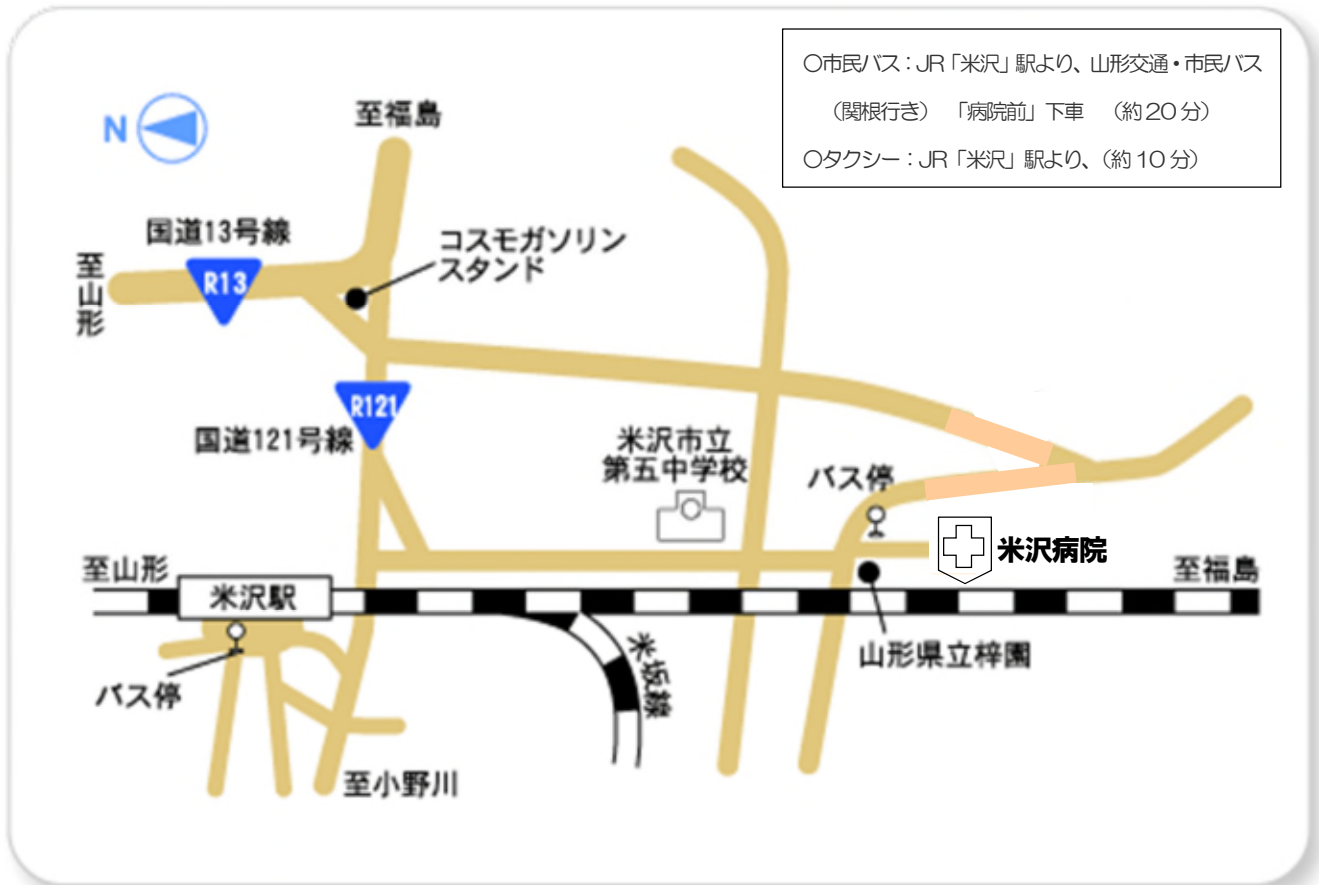 ○市民バス：JR「米沢」駅より、山形交通・市民バス
（関根行き）　「病院前」下車　（約20分）
○タクシー：JR「米沢」駅より、（約10分）
N
至福島
国道13号線
至山形
R13
コスモガソリン
スタンド
R121
国道121号線
米沢市立
第五中学校
バス停
米沢病院
至山形
至福島
米沢駅
米坂線
山形県立梓園
バス停
至小野川